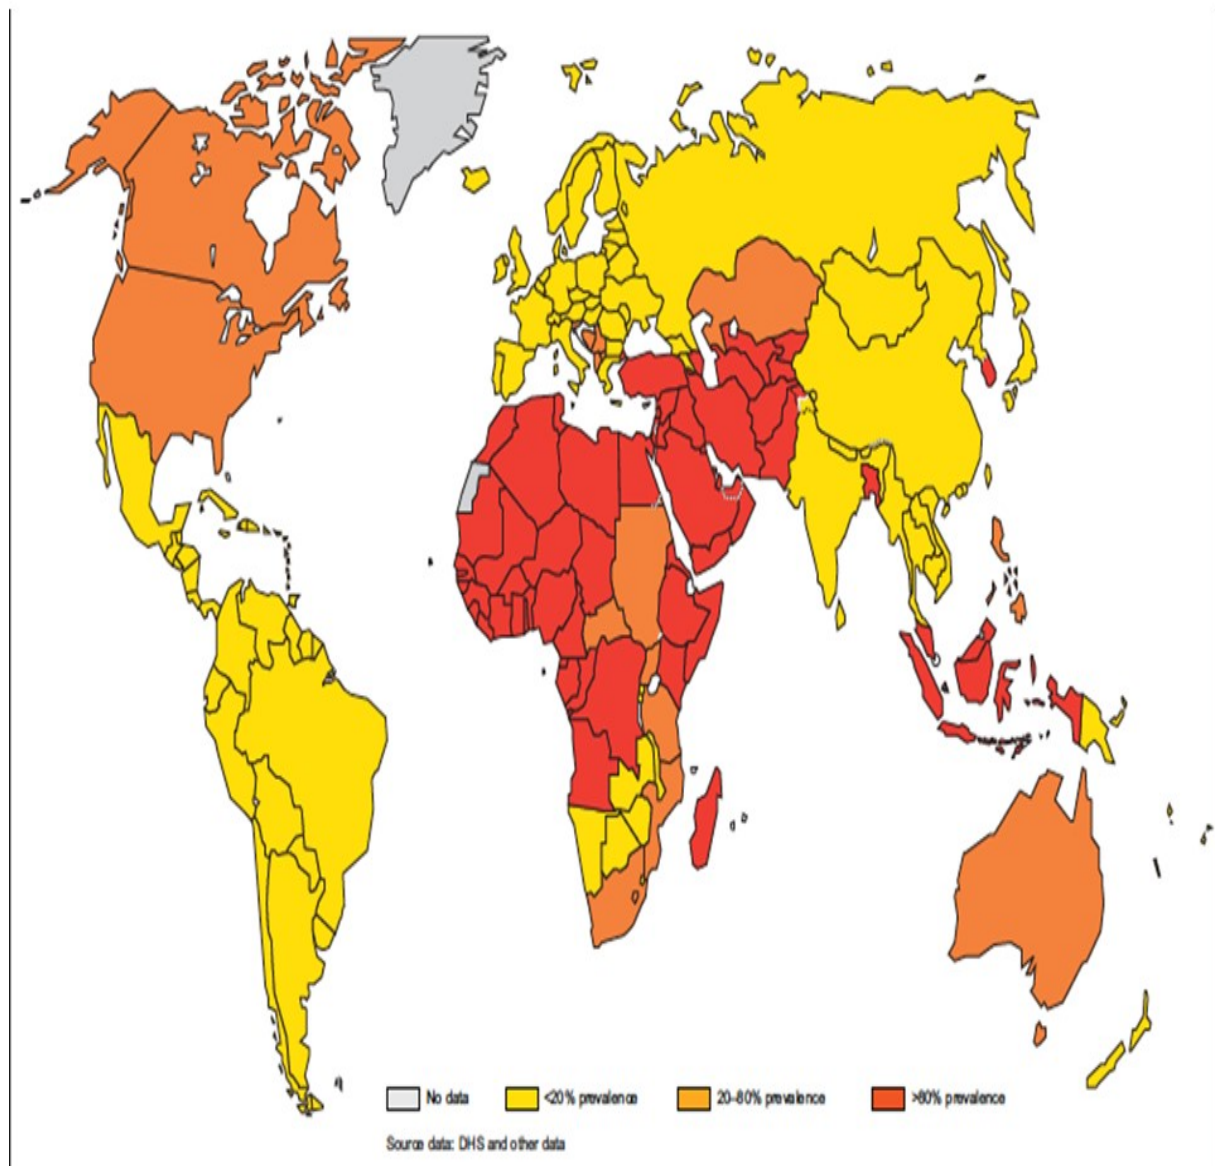 No data
<20% prevalence
20–80% prevalence
>80% prevalence
Source data: DHS and other data